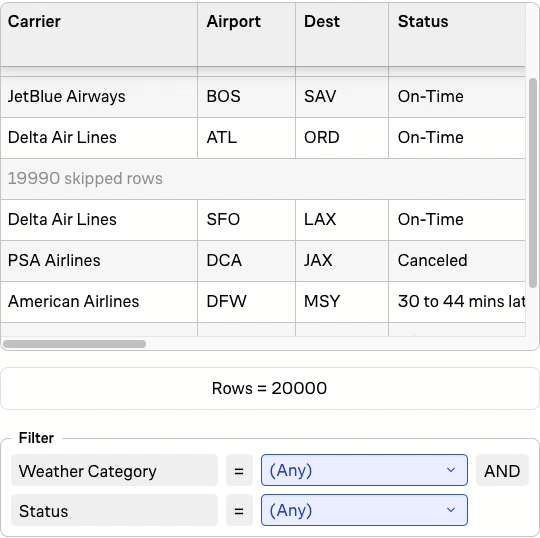 Carrier Airport Dest Status
JetBlue Airways BOS SAV On-Time
Delta Air Lines ATL ORD On-Time
19990 skipped rows
Delta Air Lines SFO LAX On-Time
PSA Airlines DCA JAX Canceled
American Airlines DFW MSY 30 to 44 mins lat
Rows = 20000
Filter
Weather Category = (Any) AND
Status = (Any)